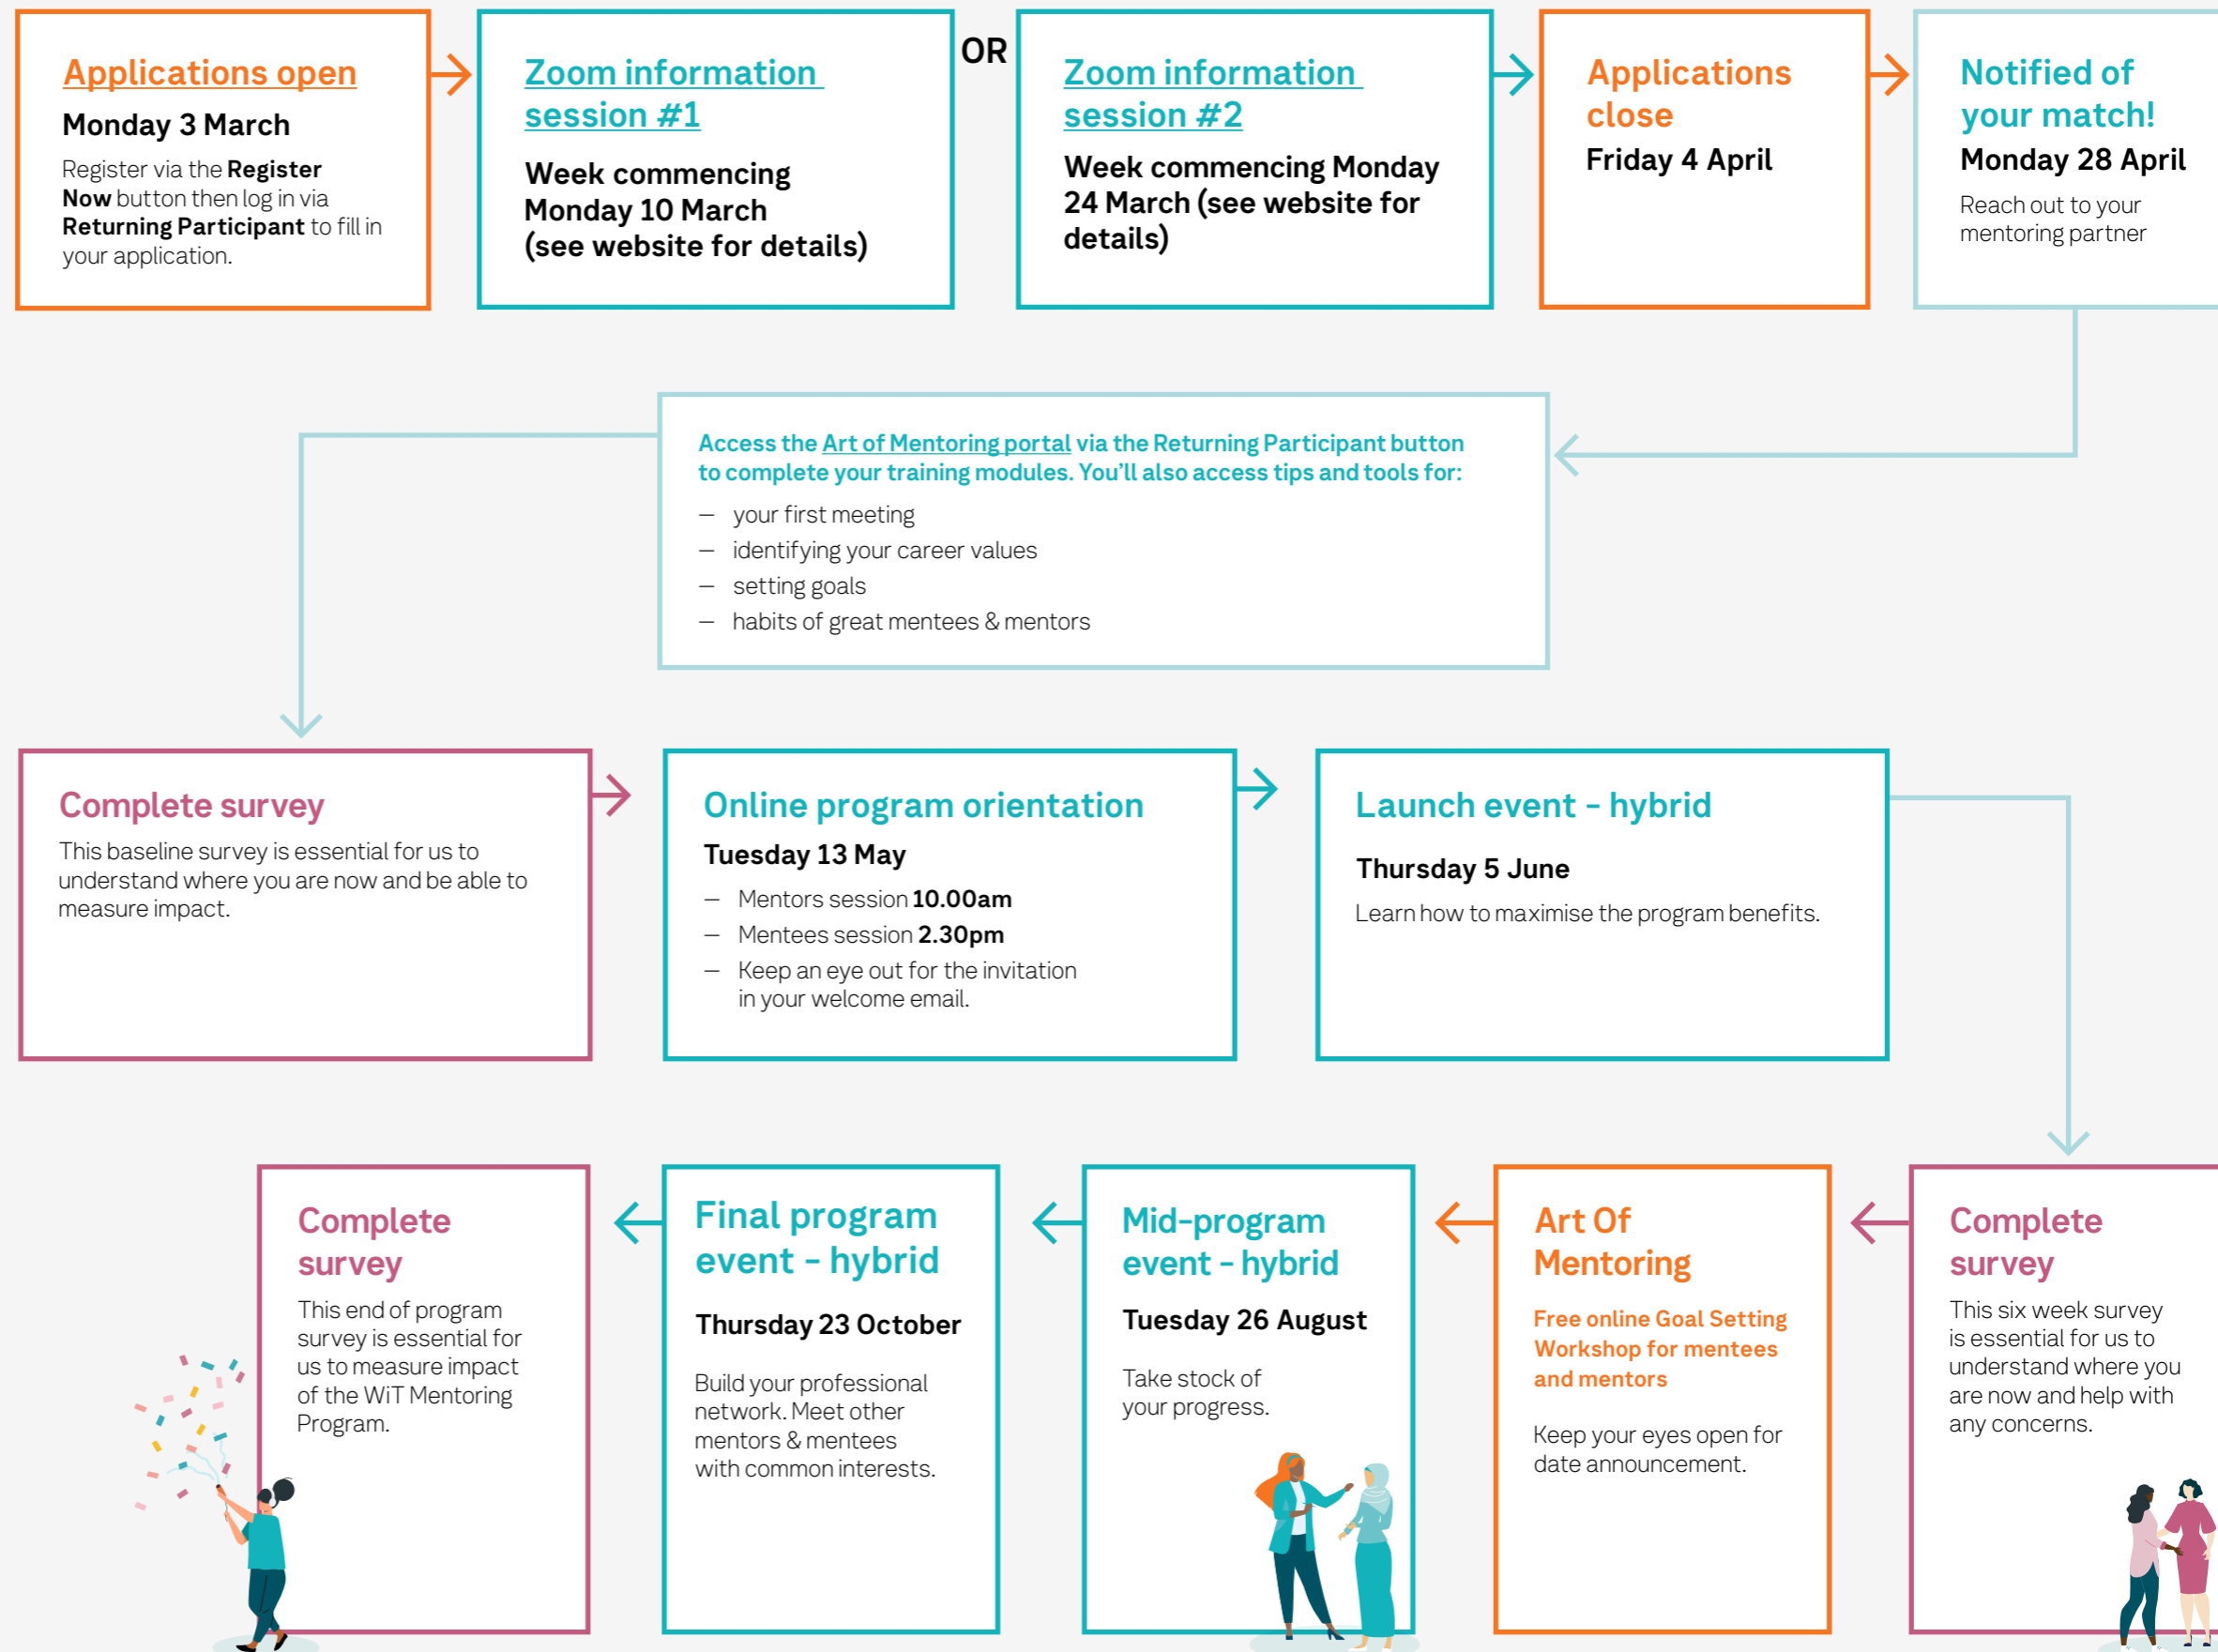 Applications open
Monday 3 March
Register via the Register
Now button then log in via
Returning Participant to fill in
your application.
Zoom information
session #1
Week commencing
Monday 10 March
(see website for details)
OR
Zoom information
session #2
Week commencing Monday
24 March (see website for
details)
Applications
close
Friday 4 April
Notified of
your match!
Monday 28 April
Reach out to your
mentoring partner
Access the Art of Mentoring portal via the Returning Participant button
to complete your training modules. You'll also access tips and tools for:
– your first meeting
– identifying your career values
– setting goals
– habits of great mentees & mentors
Complete survey
This baseline survey is essential for us to
understand where you are now and be able to
measure impact.
Online program orientation
Tuesday 13 May
– Mentors session 10.00am
– Mentees session 2.30pm
– Keep an eye out for the invitation
in your welcome email.
Launch event - hybrid
Thursday 5 June
Learn how to maximise the program benefits.
Complete
survey
This six week survey
is essential for us to
understand where you
are now and help with
any concerns.
Art Of
Mentoring
Free online Goal Setting
Workshop for mentees
and mentors
Keep your eyes open for
date announcement.
Mid-program
event - hybrid
Tuesday 26 August
Take stock of
your progress.
Final program
event - hybrid
Thursday 23 October
Build your professional
network. Meet other
mentors & mentees
with common interests.
Complete
survey
This end of program
survey is essential for
us to measure impact
of the WiT Mentoring
Program.